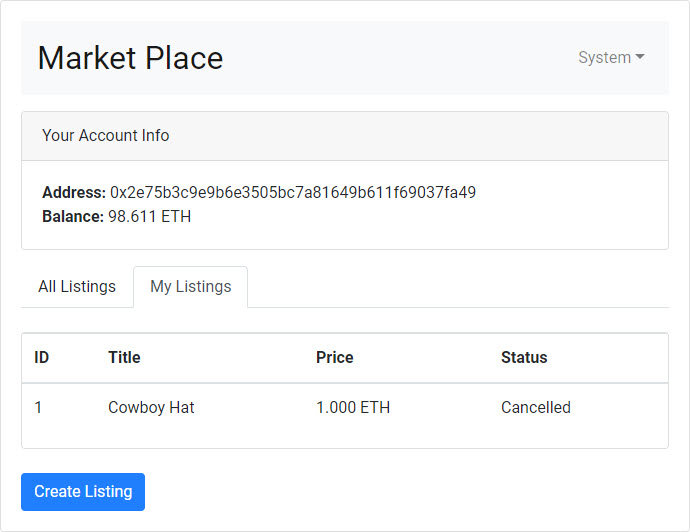 Market Place
System
Your Account Info
Address: 0x2e75b3c9e9b6e3505bc7a81649b611f69037fa49
Balance: 98.611 ETH
All Listings My Listings
ID Title Price Status
1 Cowboy Hat 1.000 ETH Cancelled
Create Listing